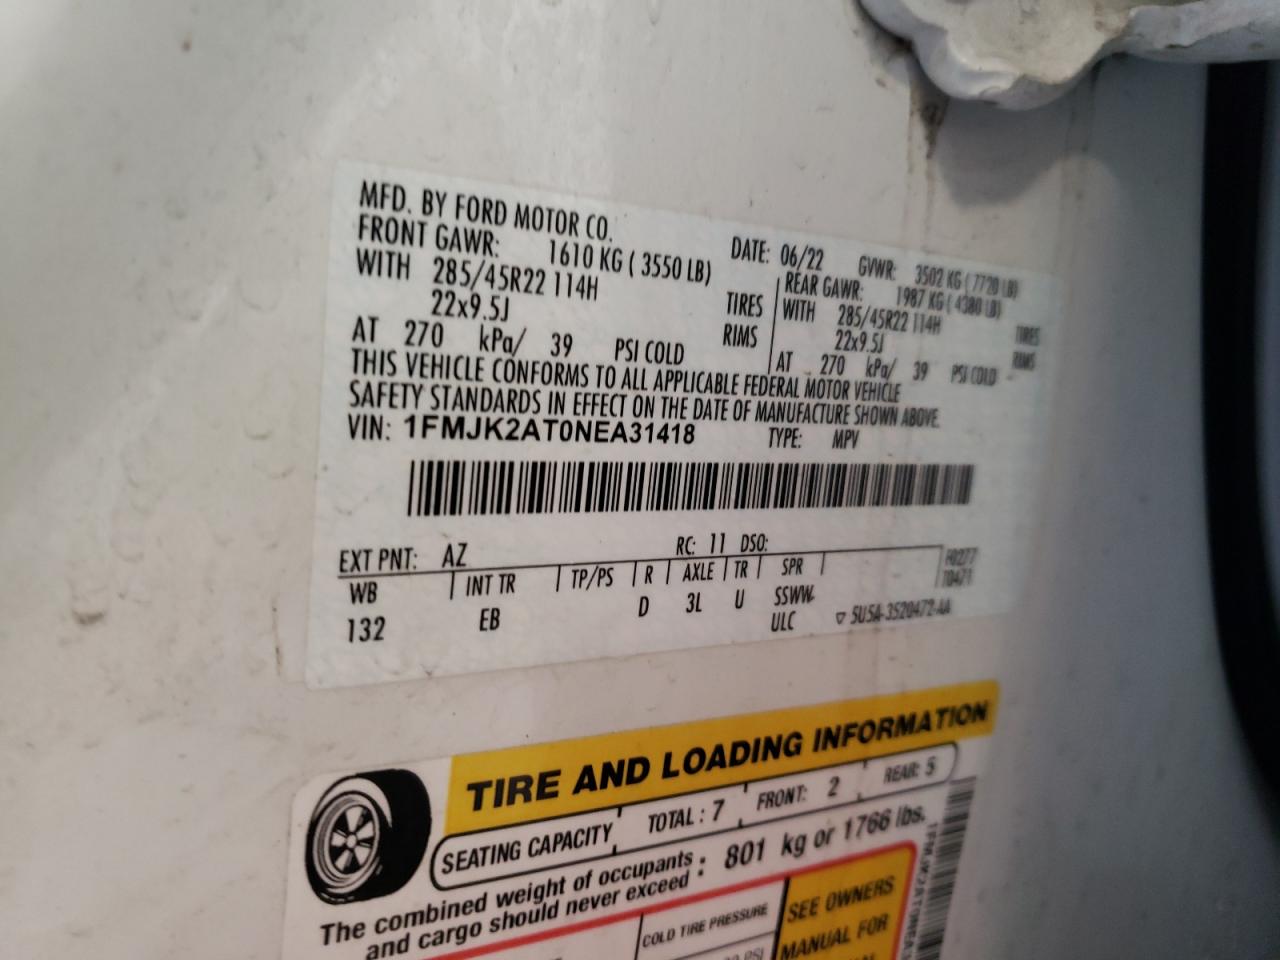 MFD. BY FORD MOTOR CO.
DATE: 06/22 GVWR: 3502 KG ( 7720 LB)
FRONT GAWR: 1610 KG ( 3550 LB)
WITH 285/45R22 114H TIRES
22x9.5J RIMS
AT 270 kPa/ 39 PSI COLD
REAR GAWR: 1987 KG ( 4380 LB)
WITH 285/45R22 114H TIRES
22x9.5J RIMS
AT 270 kPa/ 39 PSI COLD
THIS VEHICLE CONFORMS TO ALL APPLICABLE FEDERAL MOTOR VEHICLE
SAFETY STANDARDS IN EFFECT ON THE DATE OF MANUFACTURE SHOWN ABOVE.
VIN: 1FMJK2AT0NEA31418 TYPE: MPV
EXT PNT: AZ RC: 11 DSO:
WB INT TR TP/PS R AXLE TR SPR
132 EB D 3L U SSWW
ULC
F0277
T0471
▽ 5U5A-3520472-AA
TIRE AND LOADING INFORMATION
SEATING CAPACITY TOTAL : 7 FRONT: 2 REAR: 5
The combined weight of occupants
and cargo should never exceed : 801 kg or 1766 lbs.
COLD TIRE PRESSURE
SEE OWNERS
MANUAL FOR